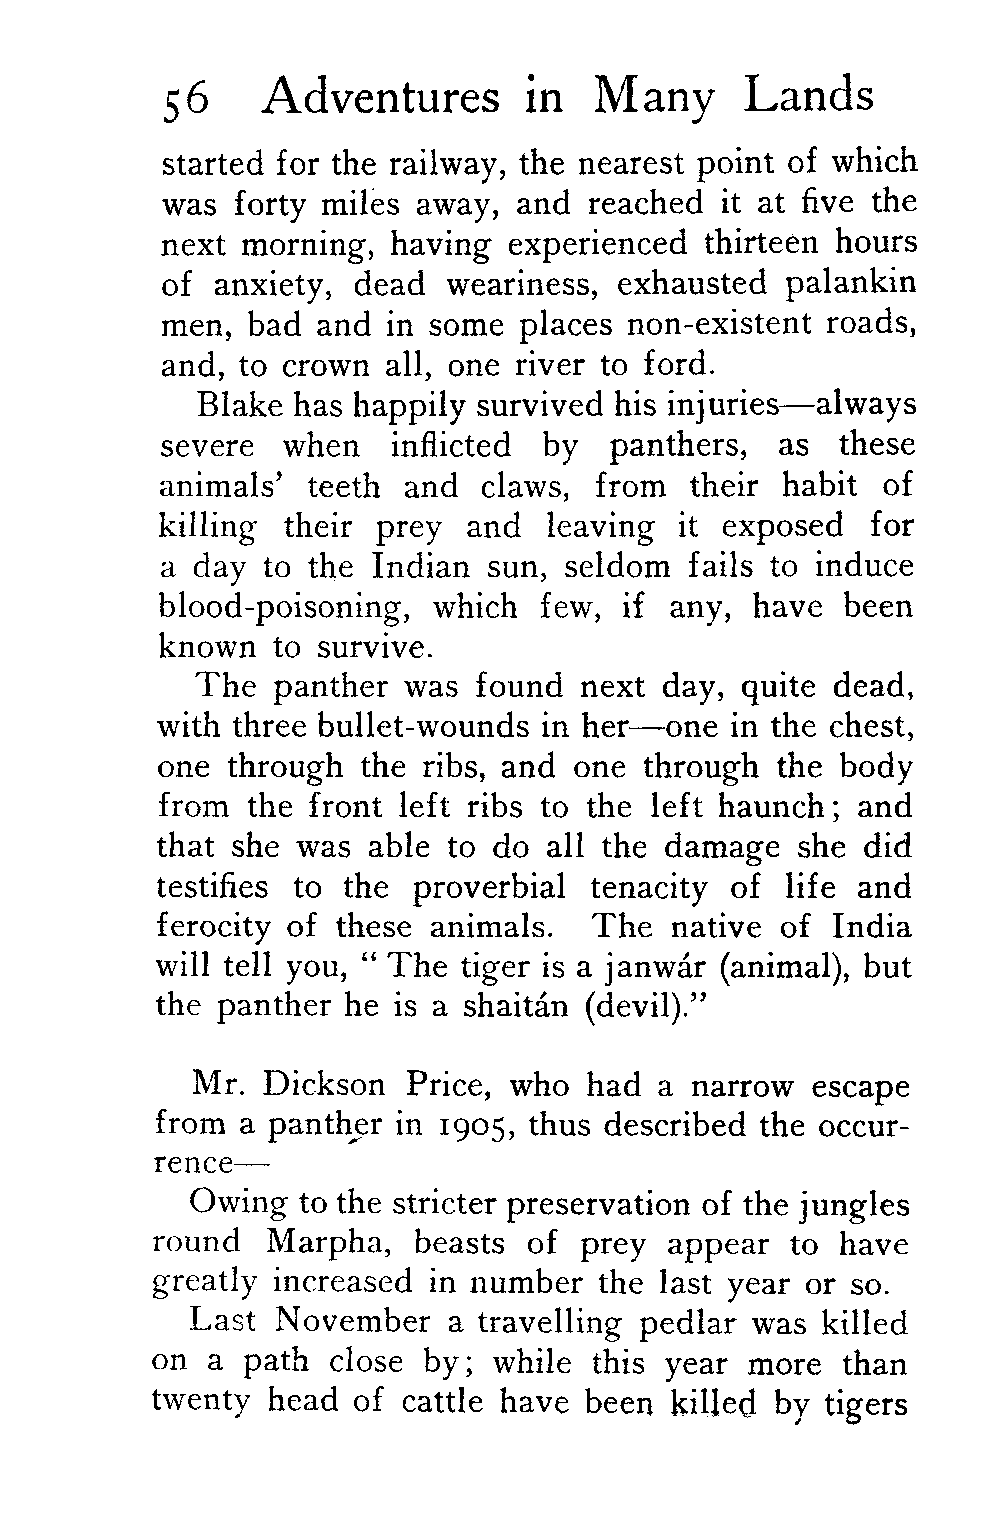 56 Adventures in Many Lands
started for the railway, the nearest point of which
was forty miles away, and reached it at five the
next morning, having experienced thirteen hours
of anxiety, dead weariness, exhausted palankin
men, bad and in some places non-existent roads,
and, to crown all, one river to ford.
Blake has happily survived his injuries—always
severe when inflicted by panthers, as these
animals' teeth and claws, from their habit of
killing their prey and leaving it exposed for
a day to the Indian sun, seldom fails to induce
blood-poisoning, which few, if any, have been
known to survive.
The panther was found next day, quite dead,
with three bullet-wounds in her—one in the chest,
one through the ribs, and one through the body
from the front left ribs to the left haunch; and
that she was able to do all the damage she did
testifies to the proverbial tenacity of life and
ferocity of these animals. The native of India
will tell you, “ The tiger is a janwár (animal), but
the panther he is a shaitán (devil).”
Mr. Dickson Price, who had a narrow escape
from a panther in 1905, thus described the occur-
rence—
Owing to the stricter preservation of the jungles
round Marpha, beasts of prey appear to have
greatly increased in number the last year or so.
Last November a travelling pedlar was killed
on a path close by; while this year more than
twenty head of cattle have been killed by tigers